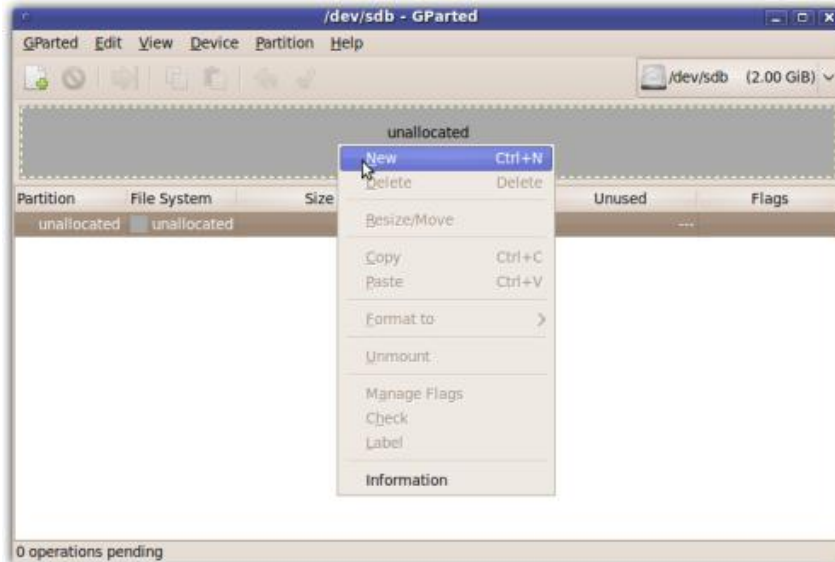 /dev/sdb - GParted
GParted Edit View Device Partition Help
/dev/sdb (2.00 GiB)
unallocated
Partition File System Size Unused Flags
unallocated unallocated ---
New Ctrl+N
Delete Delete
Resize/Move
Copy Ctrl+C
Paste Ctrl+V
Format to
Unmount
Manage Flags
Check
Label
Information
0 operations pending